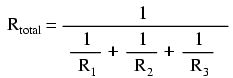 R_total = 1 / (1/R_1 + 1/R_2 + 1/R_3)